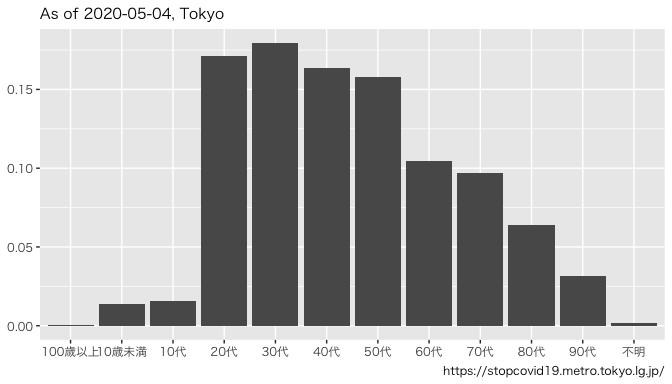 As of 2020-05-04, Tokyo
0.15
0.10
0.05
0.00
100歳以上
10歳未満
10代
20代
30代
40代
50代
60代
70代
80代
90代
不明
https://stopcovid19.metro.tokyo.lg.jp/